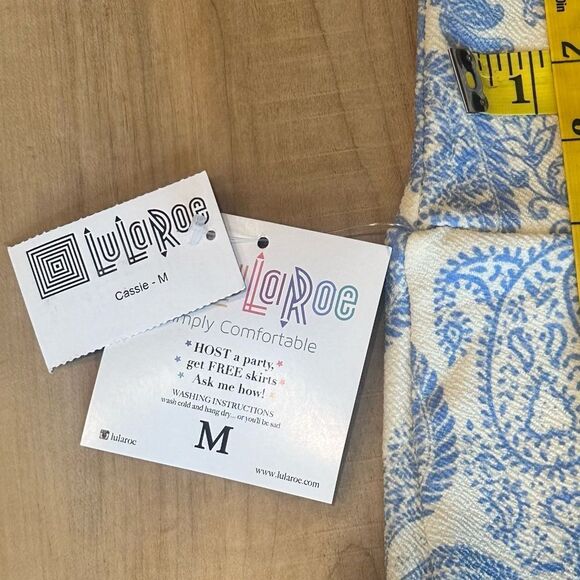 LuLaRoe
Cassie - M
LuLaRoe
Simply Comfortable
HOST a party,
get FREE skirts
Ask me how!
WASHING INSTRUCTIONS
wash cold and hang dry... or you'll be sad
M
lularoe
www.lularoe.com
1
2